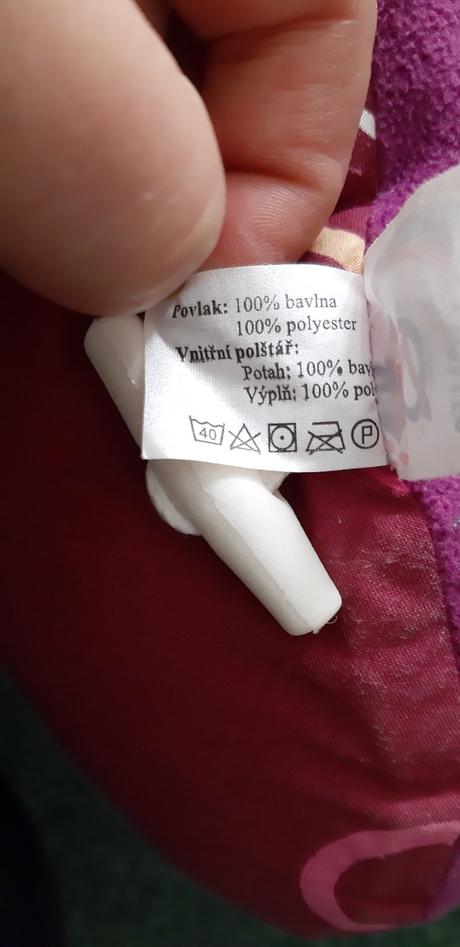 Povlak: 100% bavlna
100% polyester
Vnitřní polštář:
Potah: 100%
Výplň: 100%
40 P